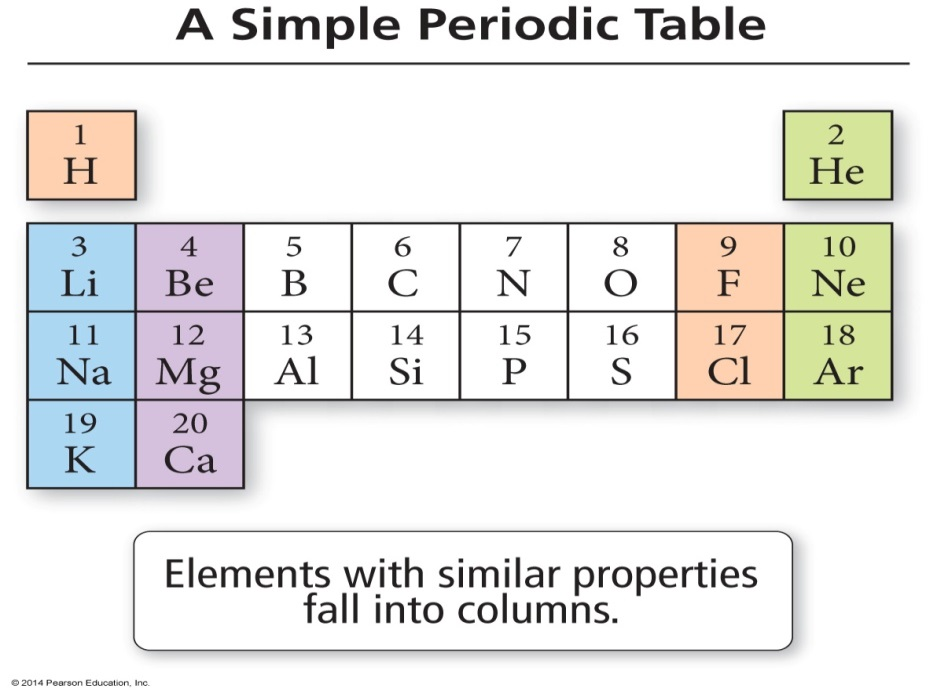 A Simple Periodic Table
1 2
H He
3 4 5 6 7 8 9 10
Li Be B C N O F Ne
11 12 13 14 15 16 17 18
Na Mg Al Si P S Cl Ar
19 20
K Ca
Elements with similar properties
fall into columns.
© 2014 Pearson Education, Inc.